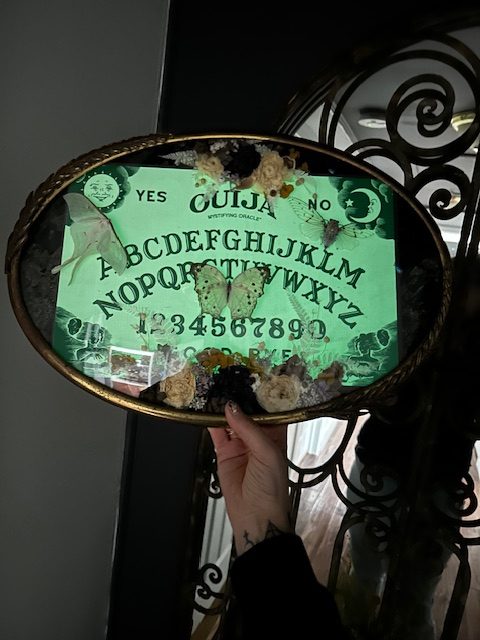 YES OUIJA NO
MYSTIFYING ORACLE
ABCDEFGHIJKLM
NOPQRSTUVWXYZ
1234567890